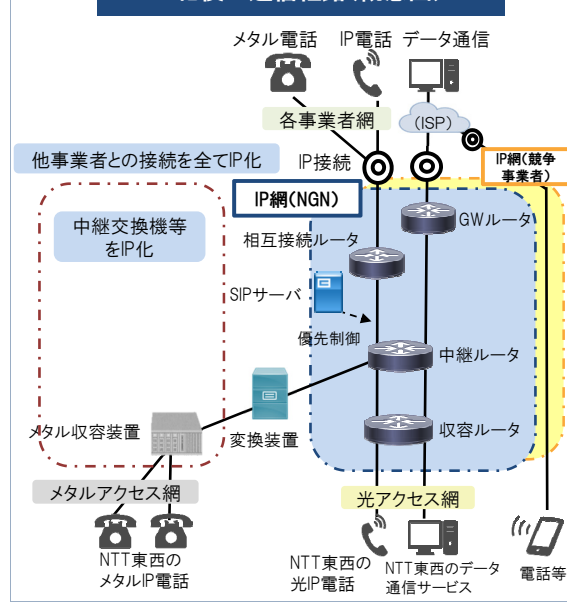 メタル電話
IP電話
データ通信
各事業者網
(ISP)
他事業者との接続を全てIP化
IP接続
IP網(競争
事業者)
IP網(NGN)
中継交換機等
をIP化
GWルータ
相互接続ルータ
SIPサーバ
優先制御
中継ルータ
メタル収容装置
変換装置
収容ルータ
メタルアクセス網
光アクセス網
NTT東西の
メタルIP電話
NTT東西の
光IP電話
NTT東西のデータ
通信サービス
電話等